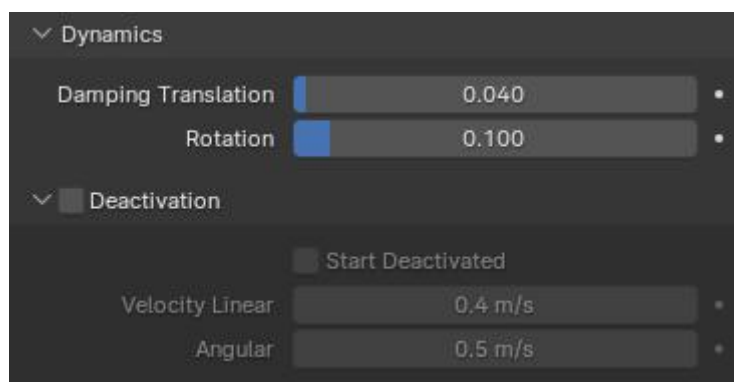 Dynamics
Damping Translation 0.040
Rotation 0.100
Deactivation
Start Deactivated
Velocity Linear 0.4 m/s
Angular 0.5 m/s